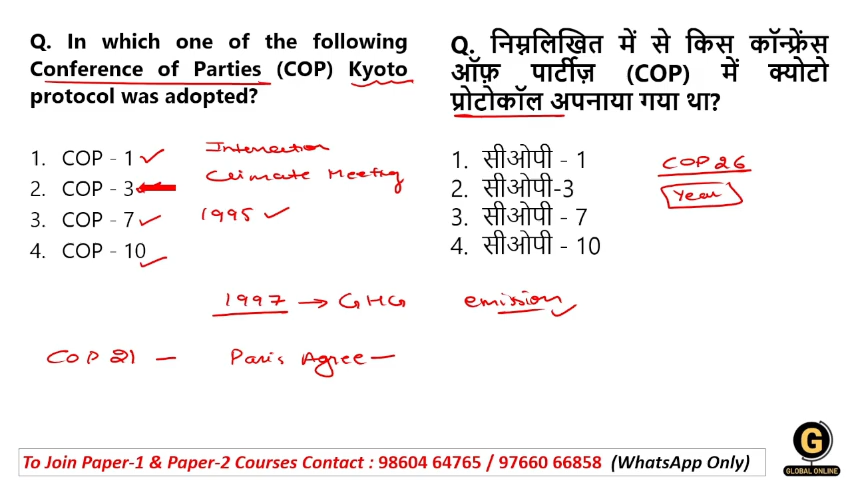 Q. In which one of the following
Conference of Parties (COP) Kyoto
protocol was adopted?
1. COP - 1
2. COP - 3
3. COP - 7
4. COP - 10
Climate Meeting
1995
Q. निम्नलिखित में से किस कॉन्फ्रेंस
ऑफ़ पार्टीज़ (COP) में क्योटो
प्रोटोकॉल अपनाया गया था?
1. सीओपी - 1
2. सीओपी-3
3. सीओपी - 7
4. सीओपी - 10
COP 26
Year
1997 → GHG emission
COP 21 — Paris Agree —
G
GLOBAL ONLINE
To Join Paper-1 & Paper-2 Courses Contact : 98604 64765 / 97660 66858 (WhatsApp Only)